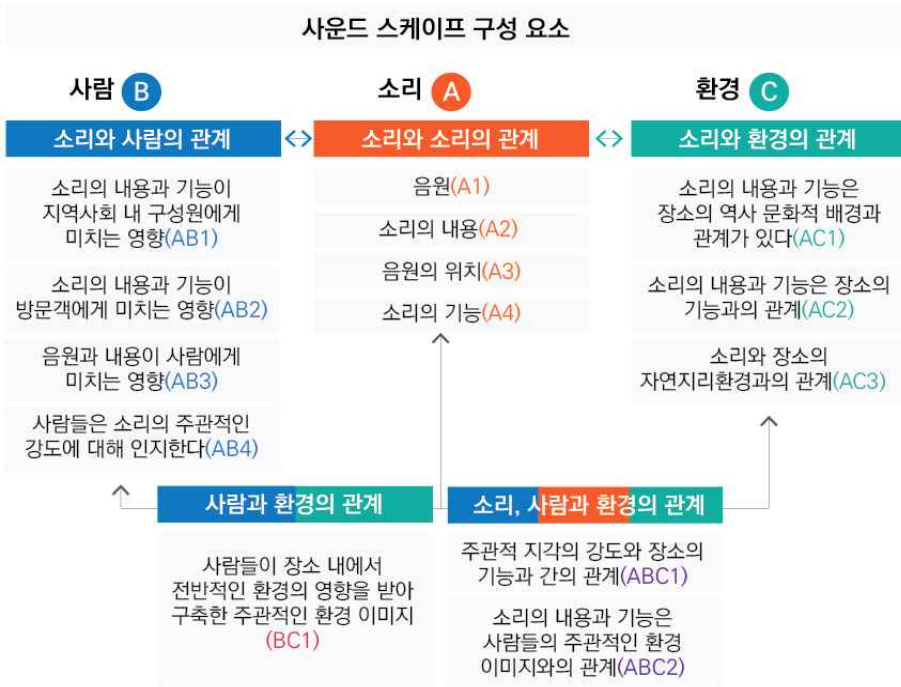 사운드 스케이프 구성 요소
사람 B
소리와 사람의 관계
소리의 내용과 기능이
지역사회 내 구성원에게
미치는 영향(AB1)
소리의 내용과 기능이
방문객에게 미치는 영향(AB2)
음원과 내용이 사람에게
미치는 영향(AB3)
사람들은 소리의 주관적인
강도에 대해 인지한다(AB4)
소리 A
소리와 소리의 관계
음원(A1)
소리의 내용(A2)
음원의 위치(A3)
소리의 기능(A4)
환경 C
소리와 환경의 관계
소리의 내용과 기능은
장소의 역사 문화적 배경과
관계가 있다(AC1)
소리의 내용과 기능은 장소의
기능과의 관계(AC2)
소리와 장소의
자연지리환경과의 관계(AC3)
사람과 환경의 관계
사람들이 장소 내에서
전반적인 환경의 영향을 받아
구축한 주관적인 환경 이미지
(BC1)
소리, 사람과 환경의 관계
주관적 지각의 강도와 장소의
기능과 간의 관계(ABC1)
소리의 내용과 기능은
사람들의 주관적인 환경
이미지와의 관계(ABC2)